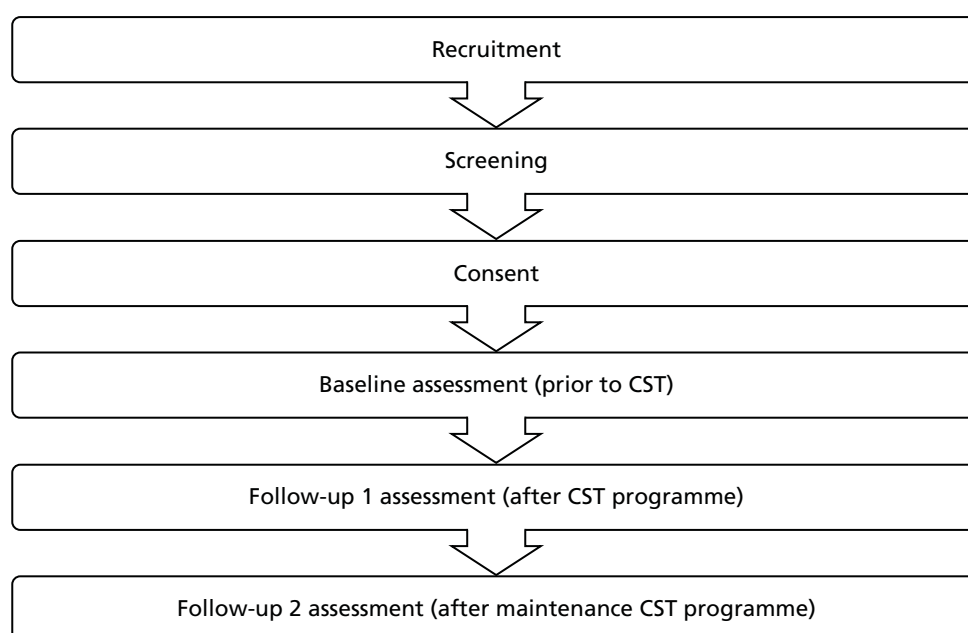 Recruitment
Screening
Consent
Baseline assessment (prior to CST)
Follow-up 1 assessment (after CST programme)
Follow-up 2 assessment (after maintenance CST programme)